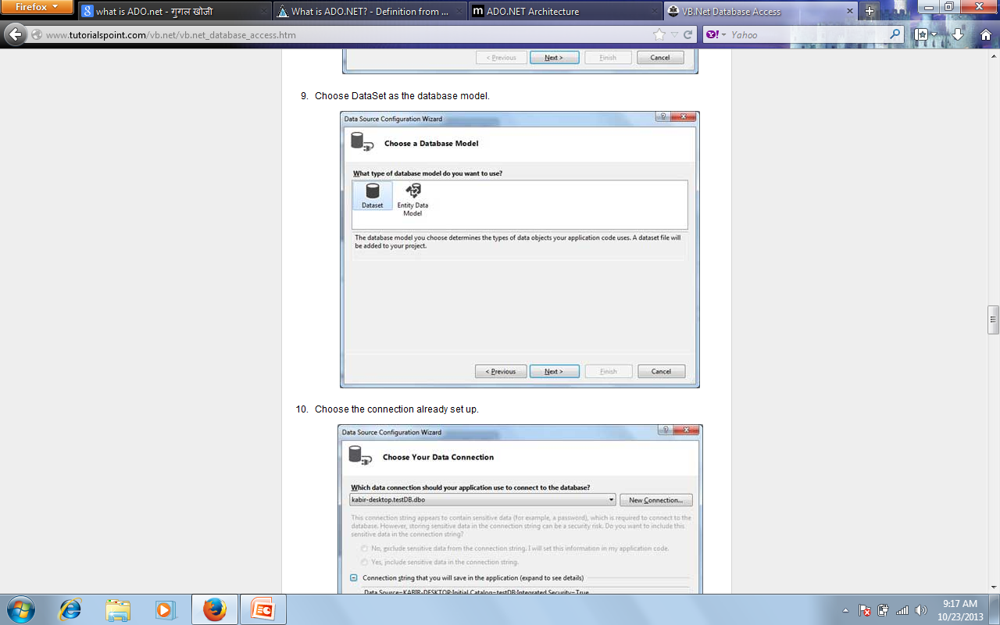 Firefox
what is ADO.net - गुगल खोजी
What is ADO.NET? - Definition from ...
ADO.NET Architecture
VB.Net Database Access
www.tutorialspoint.com/vb.net/vb.net_database_access.htm
Yahoo
< Previous
Next >
Finish
Cancel
9. Choose DataSet as the database model.
Data Source Configuration Wizard
Choose a Database Model
What type of database model do you want to use?
Dataset
Entity Data
Model
The database model you choose determines the types of data objects your application code uses. A dataset file will
be added to your project.
< Previous
Next >
Finish
Cancel
10. Choose the connection already set up.
Data Source Configuration Wizard
Choose Your Data Connection
Which data connection should your application use to connect to the database?
kabir-desktop.testDB.dbo
New Connection...
This connection string appears to contain sensitive data (for example, a password), which is required to connect to the
database. However, storing sensitive data in the connection string can be a security risk. Do you want to include this
sensitive data in the connection string?
No, exclude sensitive data from the connection string. I will set this information in my application code.
Yes, include sensitive data in the connection string.
Connection string that you will save in the application (expand to see details)
Data Source=KABIR-DESKTOP;Initial Catalog=testDB;Integrated Security=True
9:17 AM
10/23/2013